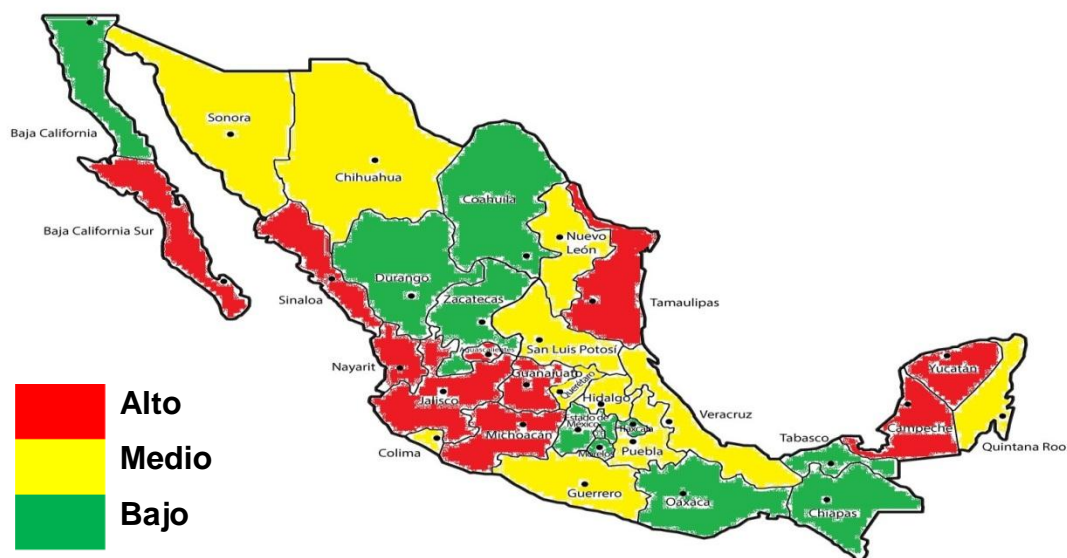 Baja California
Sonora
Chihuahua
Coahuila
Baja California Sur
Nuevo
León
Durango
Sinaloa
Zacatecas
Tamaulipas
San Luis Potosí
Aguascalientes
Nayarit
Guanajuato
Querétaro
Yucatán
Jalisco
Hidalgo
Veracruz
Estado de
México
Tlaxcala
Campeche
Michoacán
Colima
Morelos
Puebla
Tabasco
Quintana Roo
Guerrero
Oaxaca
Chiapas
Alto
Medio
Bajo